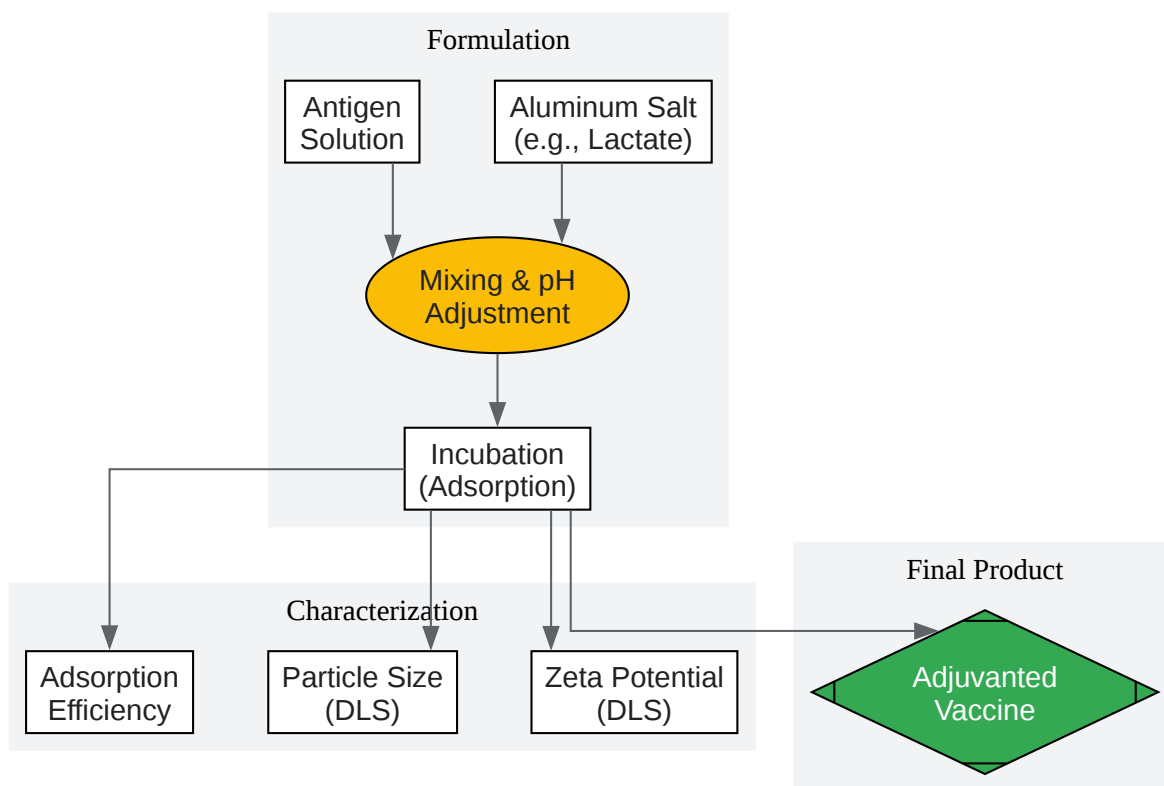 Formulation
Antigen
Solution
Aluminum Salt
(e.g., Lactate)
Mixing & pH
Adjustment
Incubation
(Adsorption)
Characterization
Adsorption
Efficiency
Particle Size
(DLS)
Zeta Potential
(DLS)
Final Product
Adjuvanted
Vaccine